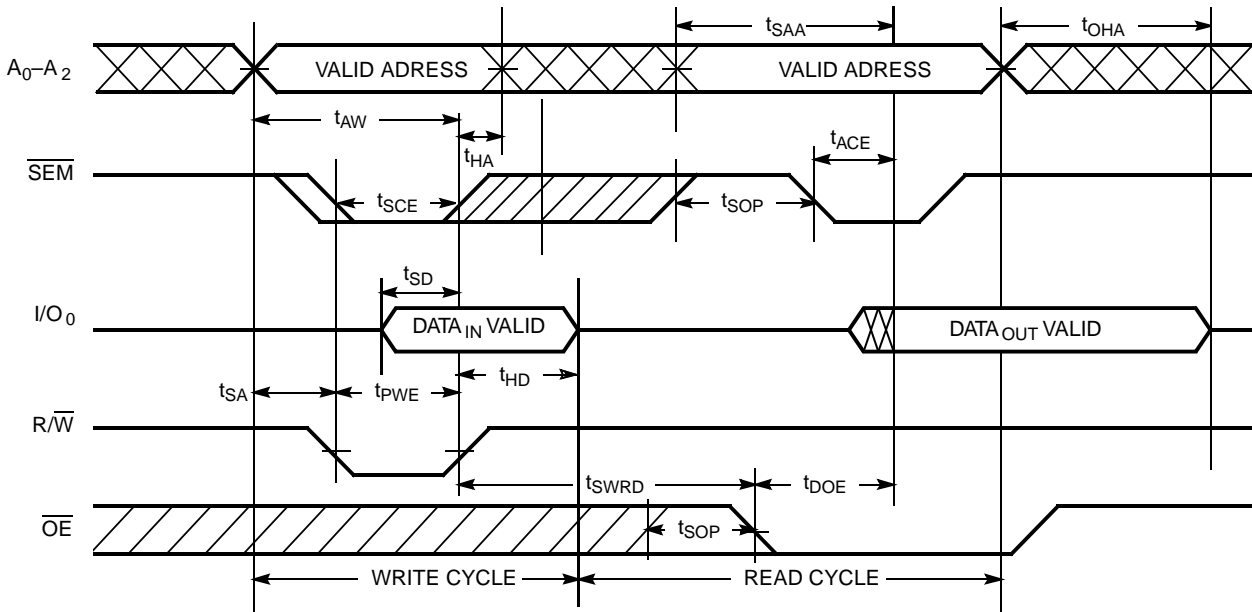 tSAA
tOHA
A0–A2
VALID ADRESS
VALID ADRESS
tAW
tHA
tACE
SEM
tSCE
tSOP
tSD
I/O0
DATAIN VALID
DATAOUT VALID
tSA
tPWE
tHD
R/W
tSWRD
tDOE
OE
tSOP
WRITE CYCLE
READ CYCLE